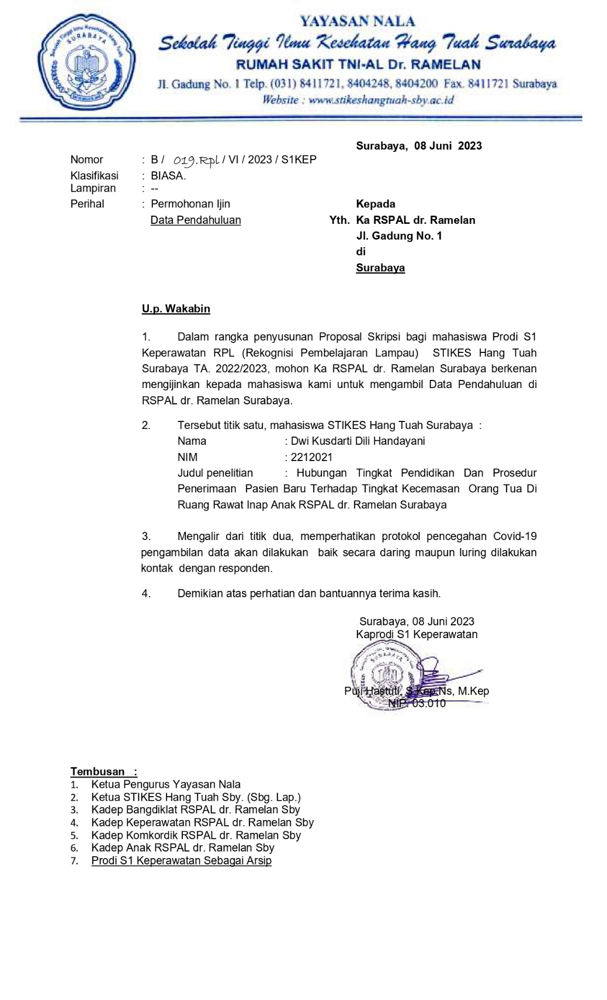 YAYASAN NALA
Sekolah Tinggi Ilmu Kesehatan Hang Tuah Surabaya
RUMAH SAKIT TNI-AL Dr. RAMELAN
Jl. Gadung No. 1 Telp. (031) 8411721, 8404248, 8404200 Fax. 8411721 Surabaya
Website : www.stikeshangtuah-sby.ac.id
Sekolah Tinggi Ilmu Kesehatan Hang Tuah
SURABAYA
Surabaya, 08 Juni 2023
Nomor : B / 019.Rpl / VI / 2023 / S1KEP
Klasifikasi : BIASA.
Lampiran : --
Perihal : Permohonan Ijin
Data Pendahuluan
Kepada
Yth. Ka RSPAL dr. Ramelan
Jl. Gadung No. 1
di
Surabaya
U.p. Wakabin
1. Dalam rangka penyusunan Proposal Skripsi bagi mahasiswa Prodi S1
Keperawatan RPL (Rekognisi Pembelajaran Lampau) STIKES Hang Tuah
Surabaya TA. 2022/2023, mohon Ka RSPAL dr. Ramelan Surabaya berkenan
mengijinkan kepada mahasiswa kami untuk mengambil Data Pendahuluan di
RSPAL dr. Ramelan Surabaya.
2. Tersebut titik satu, mahasiswa STIKES Hang Tuah Surabaya :
Nama : Dwi Kusdarti Dili Handayani
NIM : 2212021
Judul penelitian : Hubungan Tingkat Pendidikan Dan Prosedur
Penerimaan Pasien Baru Terhadap Tingkat Kecemasan Orang Tua Di
Ruang Rawat Inap Anak RSPAL dr. Ramelan Surabaya
3. Mengalir dari titik dua, memperhatikan protokol pencegahan Covid-19
pengambilan data akan dilakukan baik secara daring maupun luring dilakukan
kontak dengan responden.
4. Demikian atas perhatian dan bantuannya terima kasih.
Surabaya, 08 Juni 2023
Kaprodi S1 Keperawatan
SURABAYA
Puji Hastuti, S.Kep,Ns, M.Kep
NIP. 03.010
Tembusan :
1. Ketua Pengurus Yayasan Nala
2. Ketua STIKES Hang Tuah Sby. (Sbg. Lap.)
3. Kadep Bangdiklat RSPAL dr. Ramelan Sby
4. Kadep Keperawatan RSPAL dr. Ramelan Sby
5. Kadep Komkordik RSPAL dr. Ramelan Sby
6. Kadep Anak RSPAL dr. Ramelan Sby
7. Prodi S1 Keperawatan Sebagai Arsip